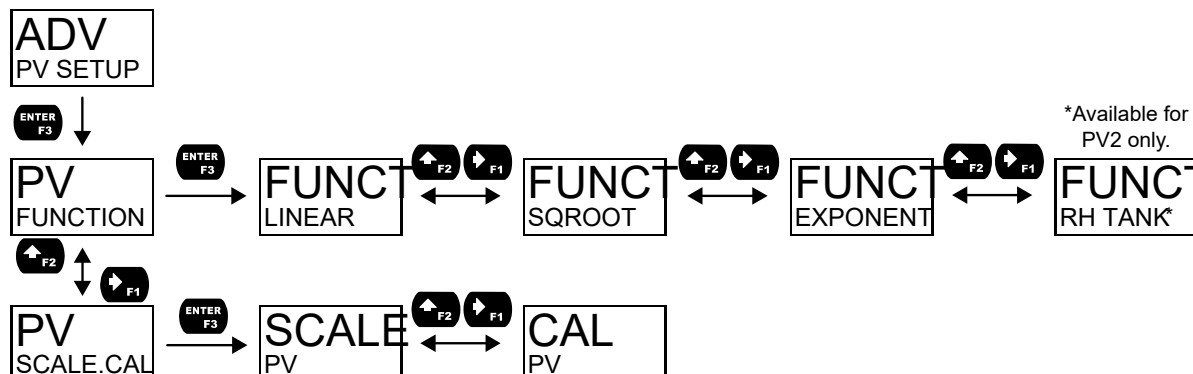 ADV
PV SETUP
ENTER
F3
*Available for
PV2 only.
PV
FUNCTION
ENTER
F3
FUNCT
LINEAR
F2 F1
FUNCT
SQROOT
F2 F1
FUNCT
EXPONENT
F2 F1
FUNCT
RH TANK*
F2
F1
PV
SCALE.CAL
ENTER
F3
SCALE
PV
F2 F1
CAL
PV